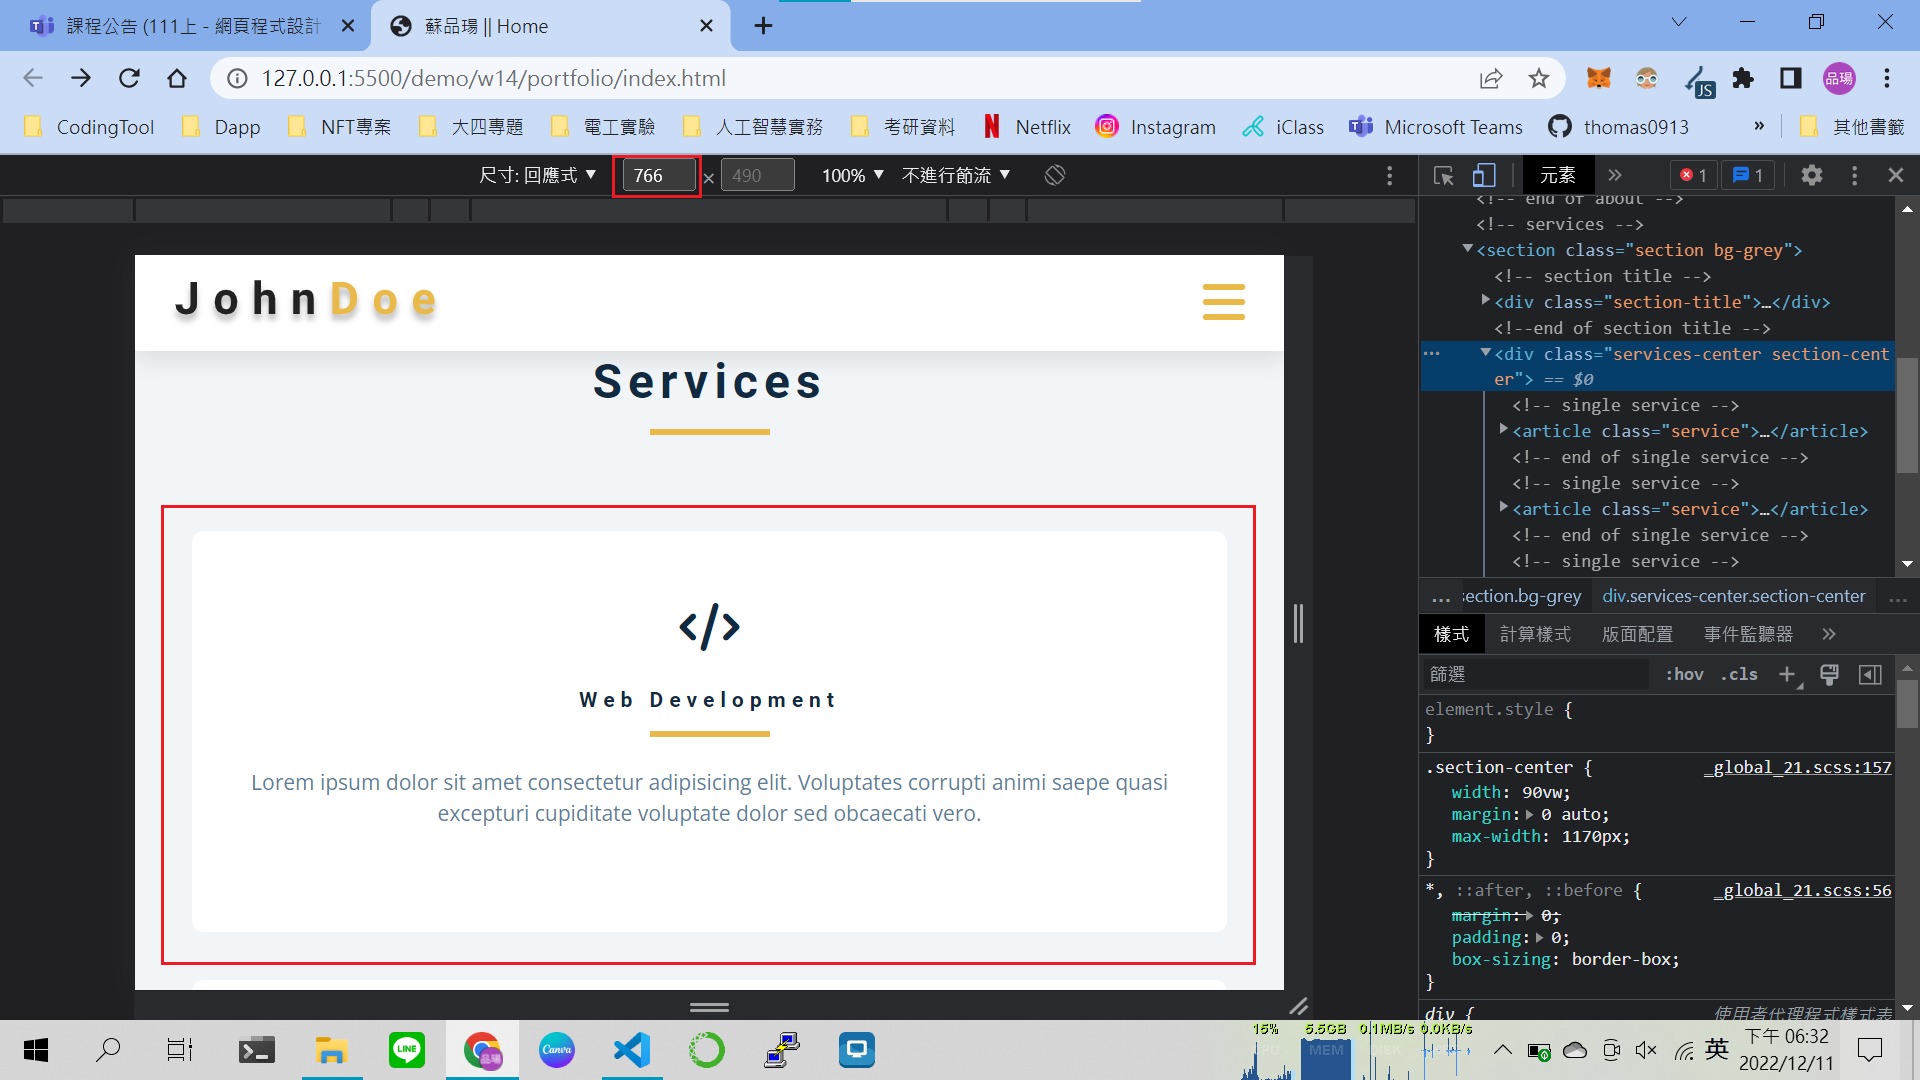 課程公告 (111上 - 網頁程式設計
蘇品瑒 || Home
127.0.0.1:5500/demo/w14/portfolio/index.html
JS
品瑒
CodingTool
Dapp
NFT專案
大四專題
電工實驗
人工智慧實務
考研資料
Netflix
Instagram
iClass
Microsoft Teams
thomas0913
»
其他書籤
尺寸: 回應式 ▼
766 × 490
100% ▼
不進行節流 ▼
元素
»
1
1
<!-- end of about -->
<!-- services -->
<section class="section bg-grey">
<!-- section title -->
<div class="section-title">…</div>
<!--end of section title -->
<div class="services-center section-cent
er"> == $0
<!-- single service -->
<article class="service">…</article>
<!-- end of single service -->
<!-- single service -->
<article class="service">…</article>
<!-- end of single service -->
<!-- single service -->
... section.bg-grey div.services-center.section-center ...
樣式 計算樣式 版面配置 事件監聽器 »
篩選 :hov .cls +
element.style {
}
.section-center { _global_21.scss:157
width: 90vw;
margin: 0 auto;
max-width: 1170px;
}
*, ::after, ::before { _global_21.scss:56
margin: 0;
padding: 0;
box-sizing: border-box;
}
div { 使用者代理程式樣式表
JohnDoe
Services
</>
Web Development
Lorem ipsum dolor sit amet consectetur adipisicing elit. Voluptates corrupti animi saepe quasi
excepturi cupiditate voluptate dolor sed obcaecati vero.
LINE
品瑒
Canva
15% 5.5GB 0.1MB/s 0.0KB/s
MEM
英
下午 06:32
2022/12/11